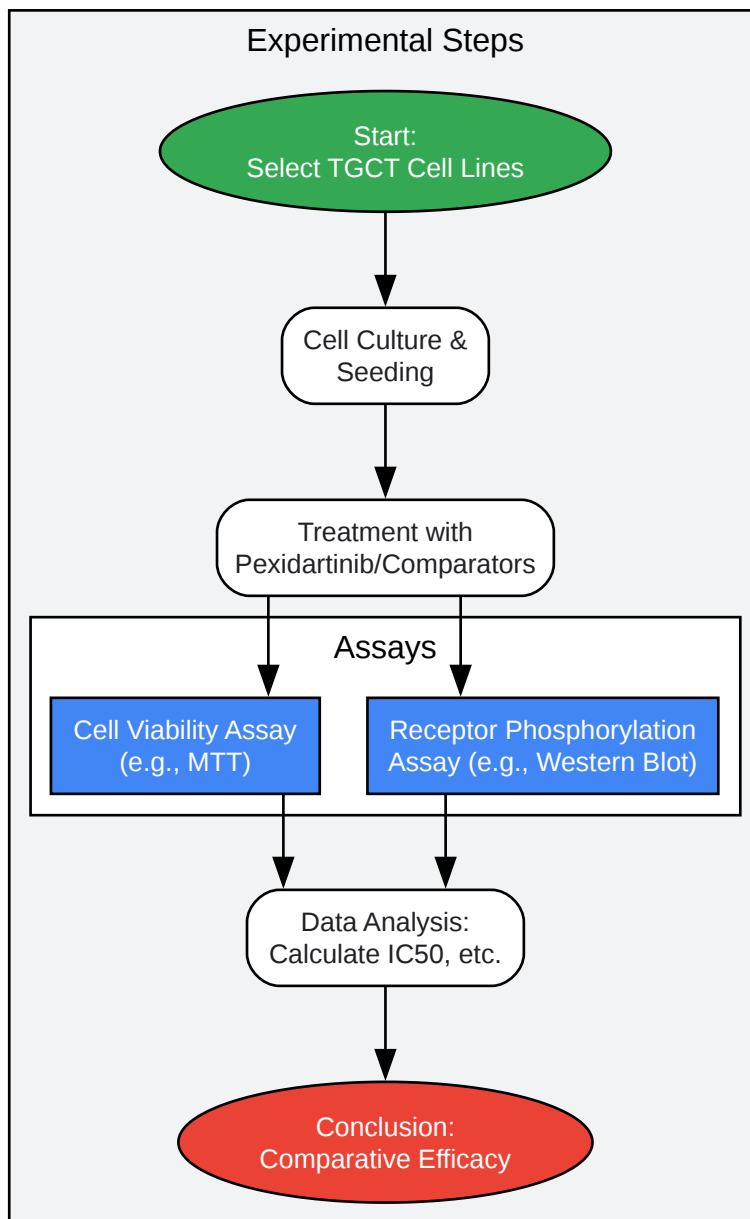 Experimental Steps
Start:
Select TGCT Cell Lines
Cell Culture &
Seeding
Treatment with
Pexidartinib/Comparators
Assays
Cell Viability Assay
(e.g., MTT)
Receptor Phosphorylation
Assay (e.g., Western Blot)
Data Analysis:
Calculate IC50, etc.
Conclusion:
Comparative Efficacy